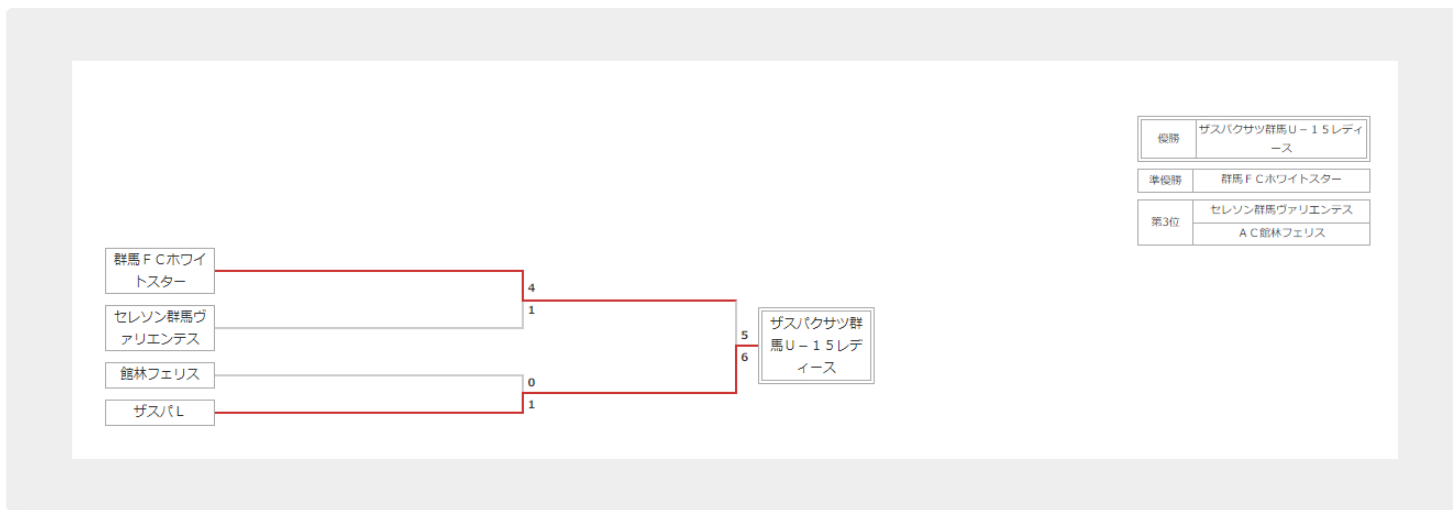 優勝
ザスパクサツ群馬U－１５レディ
ース
準優勝
群馬ＦＣホワイトスター
第3位
セレソン群馬ヴァリエンテス
ＡＣ館林フェリス
群馬ＦＣホワイ
トスター
セレソン群馬ヴ
ァリエンテス
館林フェリス
ザスパＬ
4
1
0
1
5
6
ザスパクサツ群
馬U－１５レデ
ィース